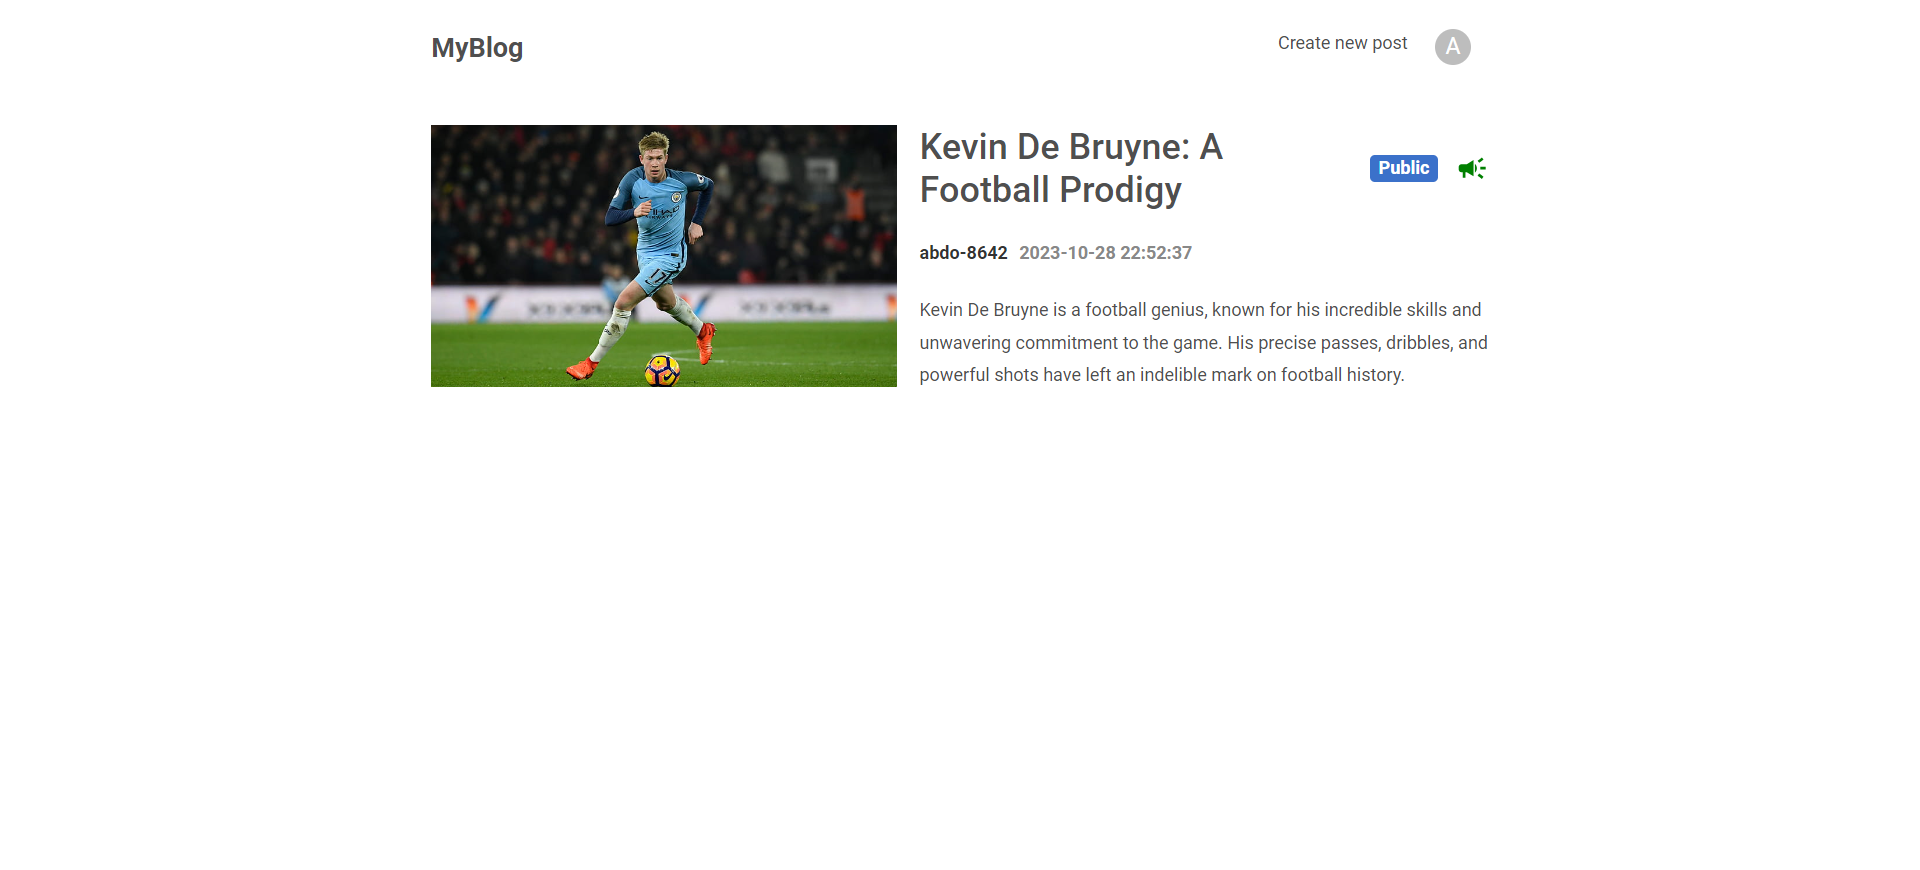 MyBlog
Create new post
A
Kevin De Bruyne: A
Football Prodigy
Public
abdo-8642 2023-10-28 22:52:37
Kevin De Bruyne is a football genius, known for his incredible skills and
unwavering commitment to the game. His precise passes, dribbles, and
powerful shots have left an indelible mark on football history.
17